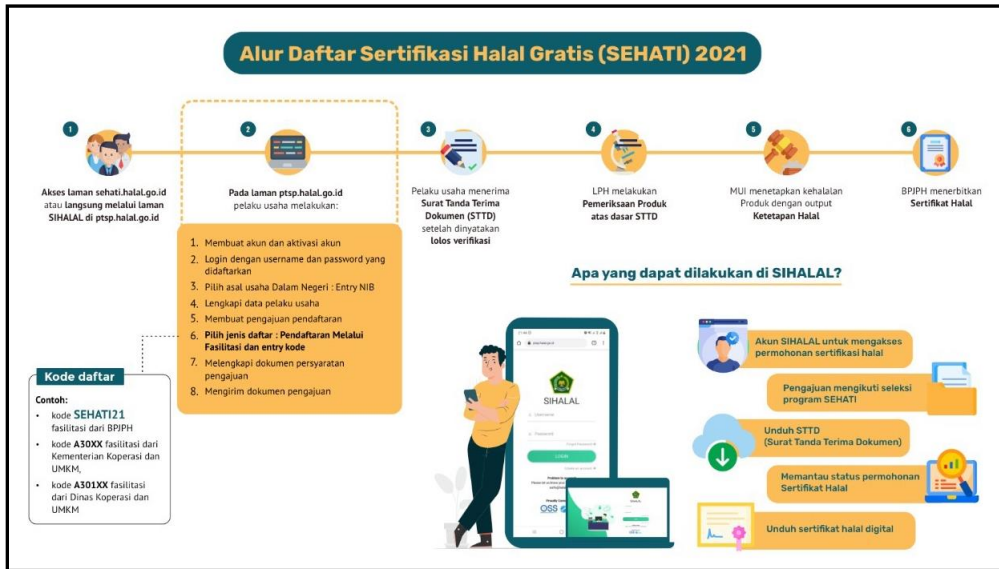 Alur Daftar Sertifikasi Halal Gratis (SEHATI) 2021
1
Akses laman sehati.halal.go.id
atau langsung melalui laman
SIHALAL di ptsp.halal.go.id
2
Pada laman ptsp.halal.go.id
pelaku usaha melakukan:
1. Membuat akun dan aktivasi akun
2. Login dengan username dan password yang
didaftarkan
3. Pilih asal usaha Dalam Negeri : Entry NIB
4. Lengkapi data pelaku usaha
5. Membuat pengajuan pendaftaran
6. Pilih jenis daftar : Pendaftaran Melalui
Fasilitasi dan entry kode
7. Melengkapi dokumen persyaratan
pengajuan
8. Mengirim dokumen pengajuan
Kode daftar
Contoh:
• kode SEHATI21
fasilitasi dari BPJPH
• kode A30XX fasilitasi dari
Kementerian Koperasi dan
UMKM,
• kode A301XX fasilitasi
dari Dinas Koperasi dan
UMKM
3
Pelaku usaha menerima
Surat Tanda Terima
Dokumen (STTD)
setelah dinyatakan
lolos verifikasi
4
LPH melakukan
Pemeriksaan Produk
atas dasar STTD
5
MUI menetapkan kehalalan
Produk dengan output
Ketetapan Halal
6
BPJPH menerbitkan
Sertifikat Halal
Apa yang dapat dilakukan di SIHALAL?
SIHALAL
Username
Password
LOGIN
OSS
SIHALAL
Akun SIHALAL untuk mengakses
permohonan sertifikasi halal
Pengajuan mengikuti seleksi
program SEHATI
Unduh STTD
(Surat Tanda Terima Dokumen)
Memantau status permohonan
Sertifikat Halal
Unduh sertifikat halal digital